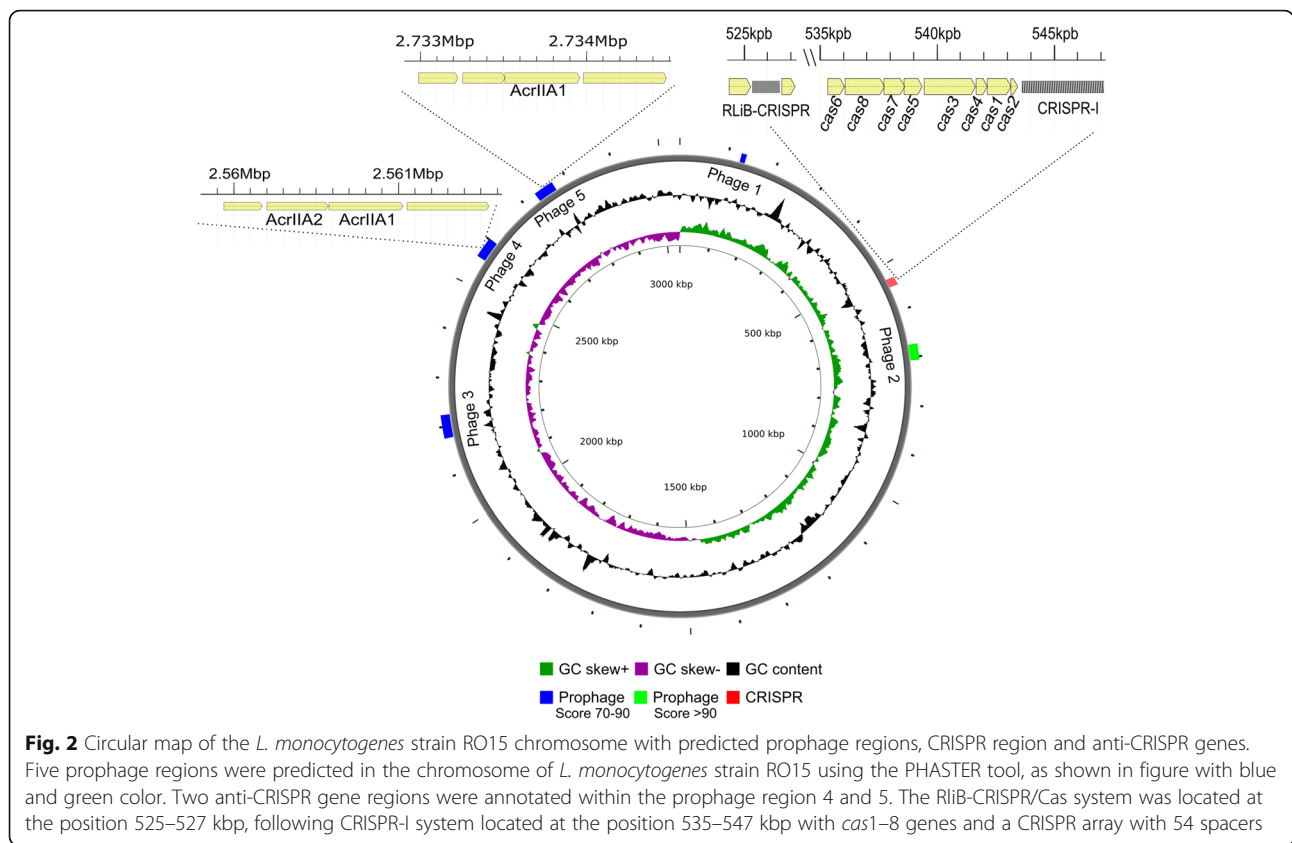 2.733Mbp 2.734Mbp
AcrIIA1
525kpb 535kpb 540kpb 545kpb
RLiB-CRISPR cas6 cas8 cas7 cas5 cas3 cas4 cas1 cas2 CRISPR-I
2.56Mbp 2.561Mbp
AcrIIA2 AcrIIA1
Phage 1
Phage 2
Phage 3
Phage 4
Phage 5
3000 kbp
500 kbp
1000 kbp
1500 kbp
2000 kbp
2500 kbp
GC skew+ GC skew- GC content
Prophage Score 70-90 Prophage Score >90 CRISPR
Fig. 2 Circular map of the L. monocytogenes strain RO15 chromosome with predicted prophage regions, CRISPR region and anti-CRISPR genes.
Five prophage regions were predicted in the chromosome of L. monocytogenes strain RO15 using the PHASTER tool, as shown in figure with blue
and green color. Two anti-CRISPR gene regions were annotated within the prophage region 4 and 5. The RliB-CRISPR/Cas system was located at
the position 525–527 kbp, following CRISPR-I system located at the position 535–547 kbp with cas1–8 genes and a CRISPR array with 54 spacers